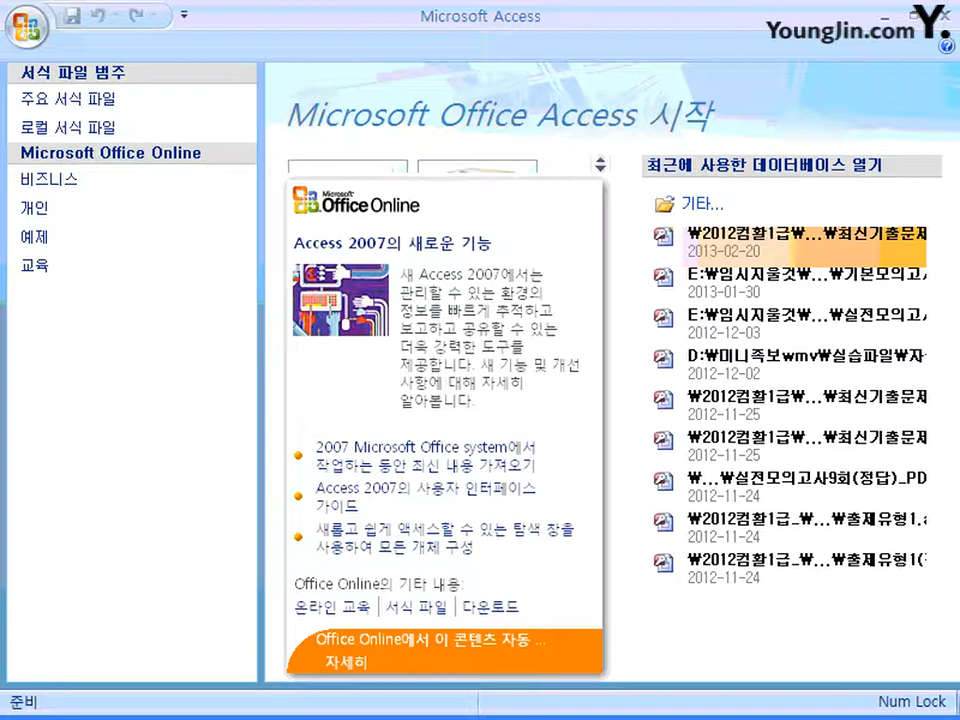 Microsoft Access
YoungJin.com Y.
서식 파일 범주
주요 서식 파일
로컬 서식 파일
Microsoft Office Online
비즈니스
개인
예제
교육
Microsoft Office Access 시작
Microsoft
Office Online
Access 2007의 새로운 기능
새 Access 2007에서는
관리할 수 있는 환경의
정보를 빠르게 추적하고
보고하고 공유할 수 있는
더욱 강력한 도구를
제공합니다. 새 기능 및 개선
사항에 대해 자세히
알아봅니다.
2007 Microsoft Office system에서
작업하는 동안 최신 내용 가져오기
Access 2007의 사용자 인터페이스
가이드
새롭고 쉽게 액세스할 수 있는 탐색 창을
사용하여 모든 개체 구성
Office Online의 기타 내용:
온라인 교육 | 서식 파일 | 다운로드
Office Online에서 이 콘텐츠 자동 ...
자세히
최근에 사용한 데이터베이스 열기
기타...
₩2012컴활1급₩...₩최신기출문제
2013-02-20
E:₩임시지울것₩...₩기본모의고
2013-01-30
E:₩임시지울것₩...₩실전모의고
2012-12-03
D:₩미니족보wmv₩실습파일₩자
2012-12-02
₩2012컴활1급₩...₩최신기출문제
2012-11-25
₩2012컴활1급₩...₩최신기출문제
2012-11-25
₩...₩실전모의고사9회(정답)_PD
2012-11-24
₩2012컴활1급_₩...₩출제유형1.a
2012-11-24
₩2012컴활1급_₩...₩출제유형1(
2012-11-24
준비
Num Lock